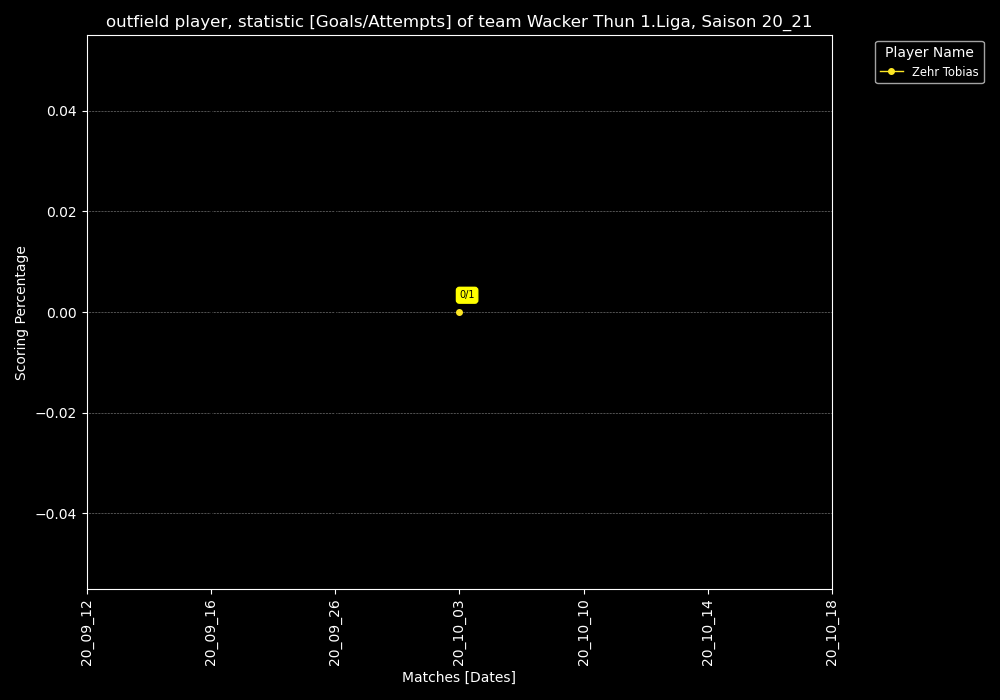 outfield player, statistic [Goals/Attempts] of team Wacker Thun 1.Liga, Saison 20_21
Player Name
Zehr Tobias
Scoring Percentage
0.04
0.02
0.00
−0.02
−0.04
0/1
20_09_12
20_09_16
20_09_26
20_10_03
20_10_10
20_10_14
20_10_18
Matches [Dates]